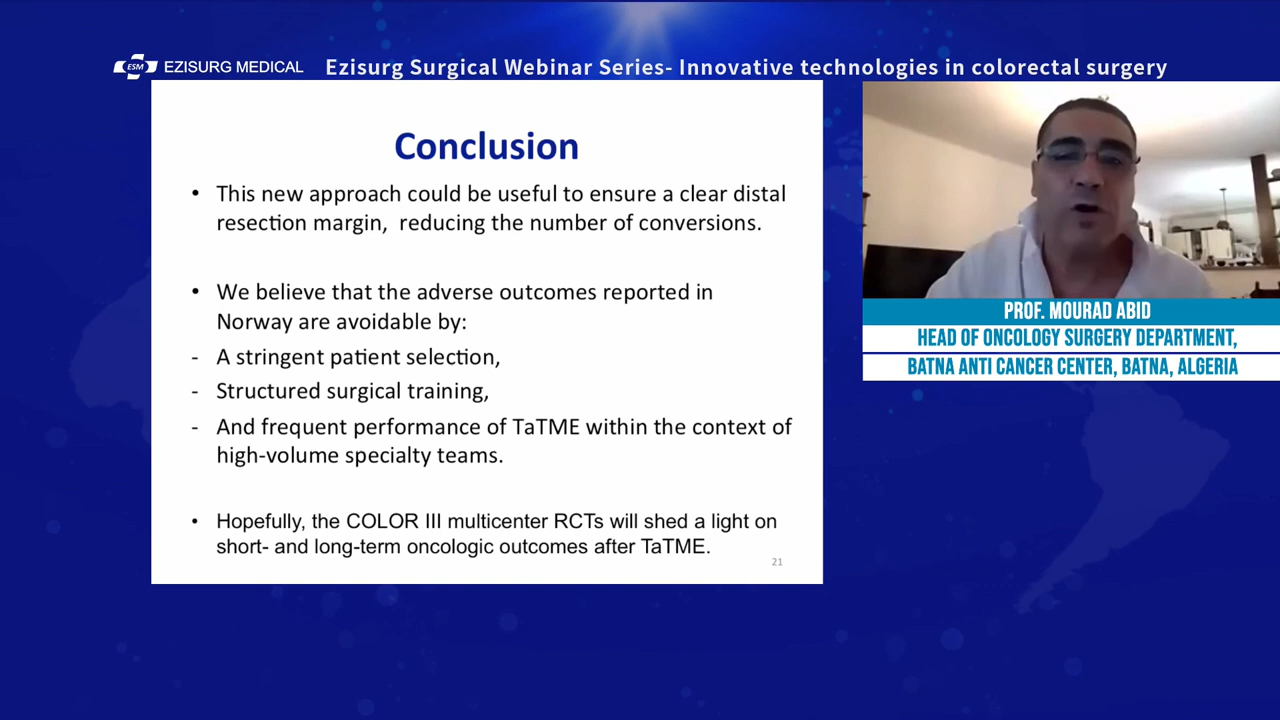 ESM EZISURG MEDICAL
Ezisurg Surgical Webinar Series- Innovative technologies in colorectal surgery
Conclusion
• This new approach could be useful to ensure a clear distal
resection margin, reducing the number of conversions.
• We believe that the adverse outcomes reported in
Norway are avoidable by:
- A stringent patient selection,
- Structured surgical training,
- And frequent performance of TaTME within the context of
high-volume specialty teams.
• Hopefully, the COLOR III multicenter RCTs will shed a light on
short- and long-term oncologic outcomes after TaTME.
21
PROF. MOURAD ABID
HEAD OF ONCOLOGY SURGERY DEPARTMENT,
BATNA ANTI CANCER CENTER, BATNA, ALGERIA